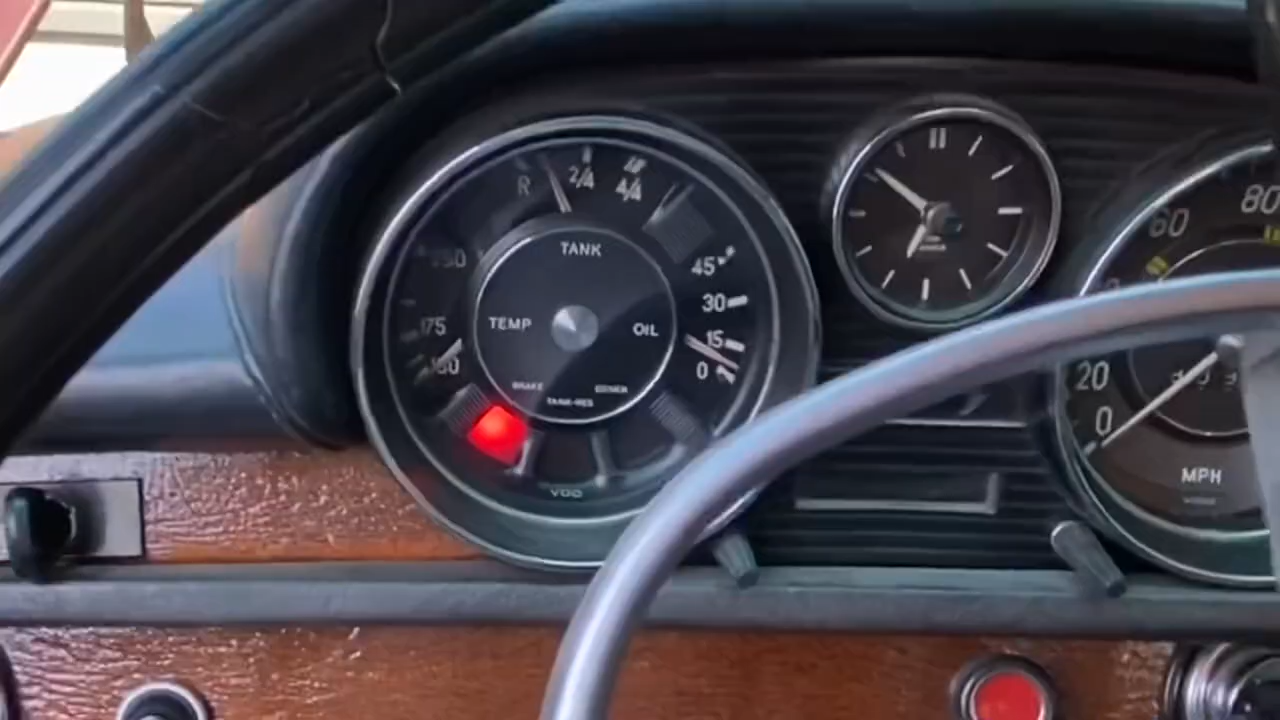 R 2/4 4/4
TANK
45
30
15
0
TEMP
OIL
175
BRAKE
TANK-RES
VDO
80
60
20
0
MPH